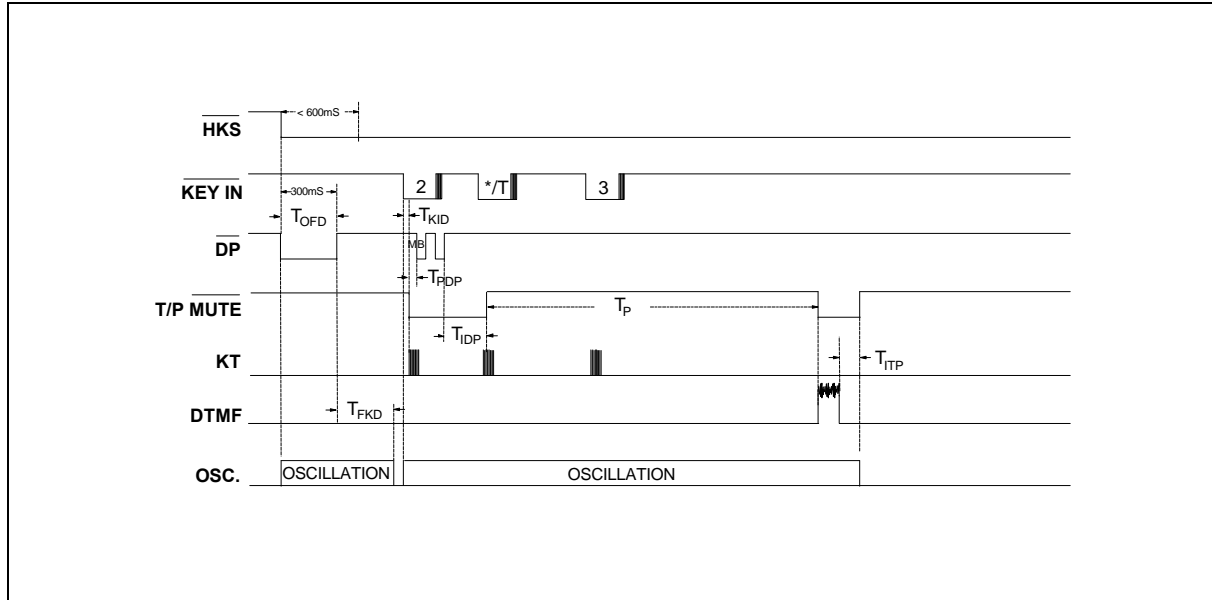 < 600mS
HKS
KEY IN
2
*/T
3
300mS
TOFD
TKID
DP
MB
TPDP
T/P MUTE
TP
TIDP
KT
TITP
DTMF
TFKD
OSC.
OSCILLATION
OSCILLATION